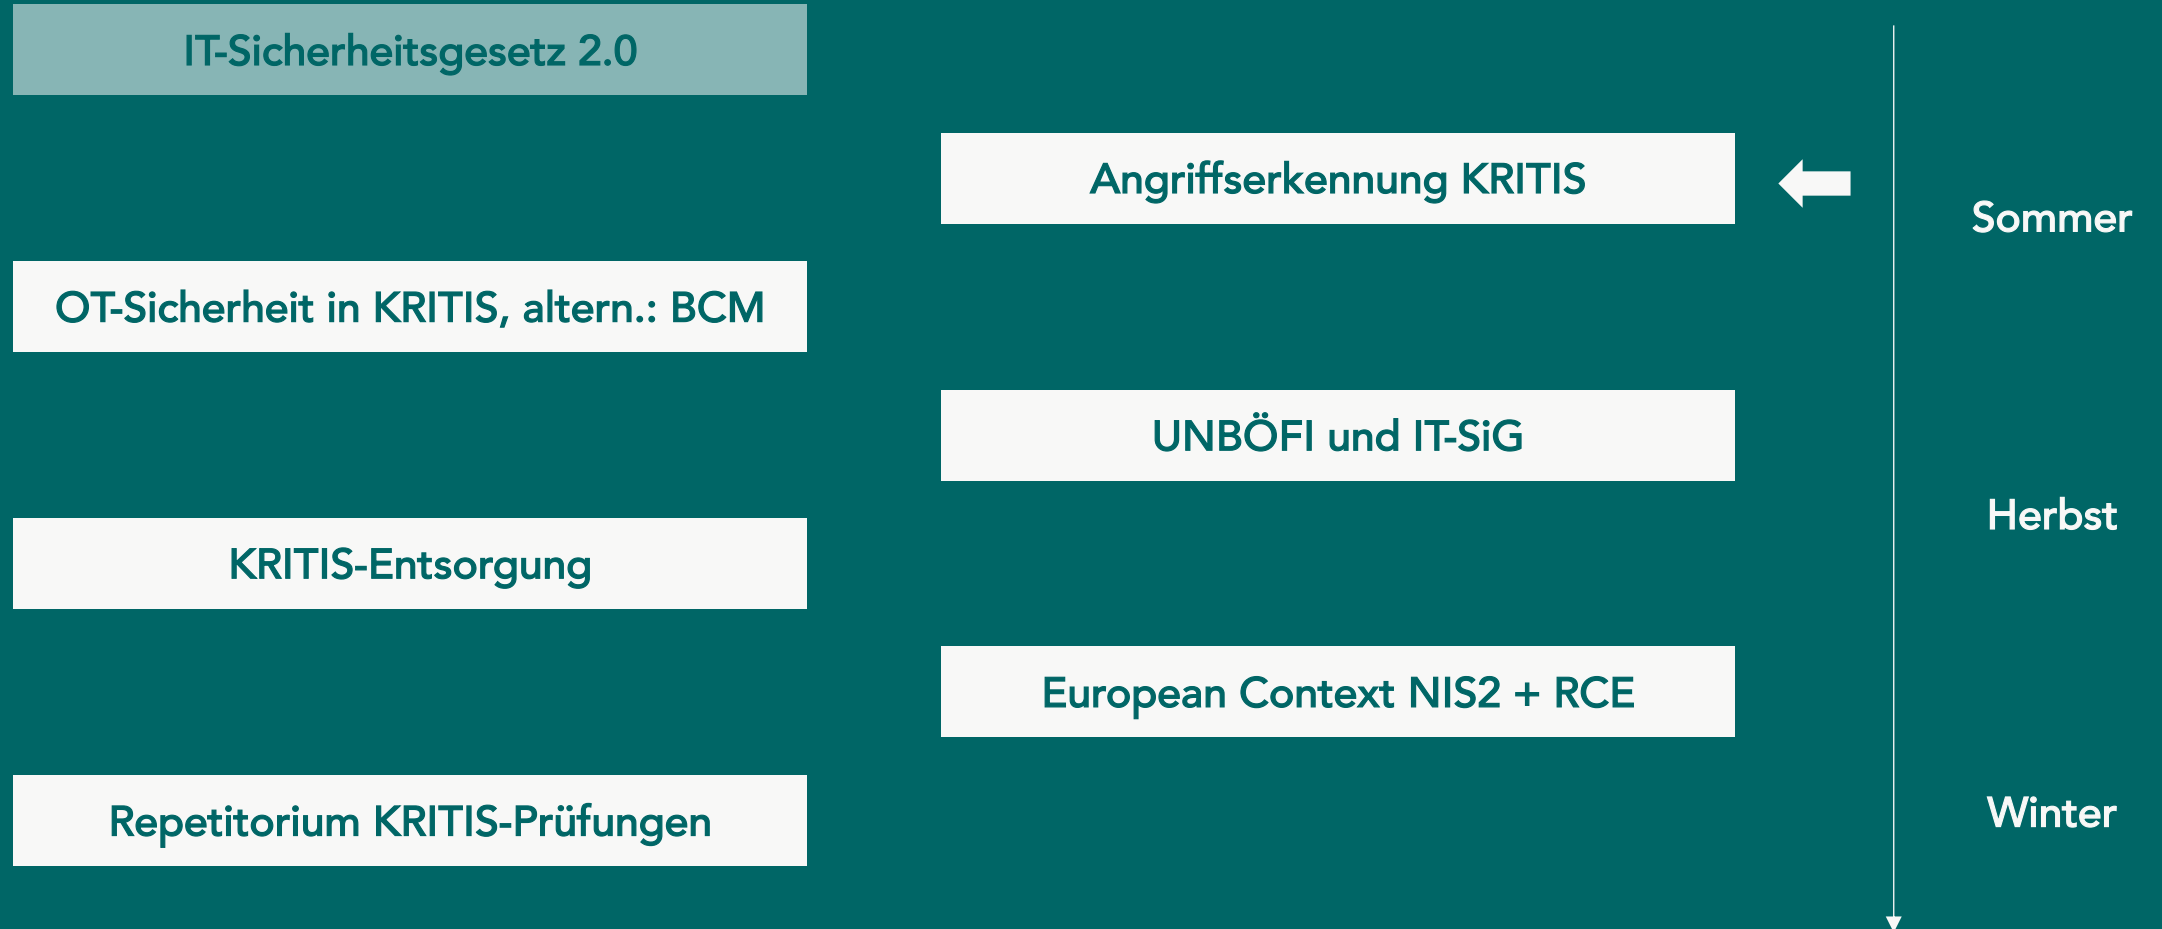 IT-Sicherheitsgesetz 2.0
Angriffserkennung KRITIS
Sommer
OT-Sicherheit in KRITIS, altern.: BCM
UNBÖFI und IT-SiG
Herbst
KRITIS-Entsorgung
European Context NIS2 + RCE
Winter
Repetitorium KRITIS-Prüfungen